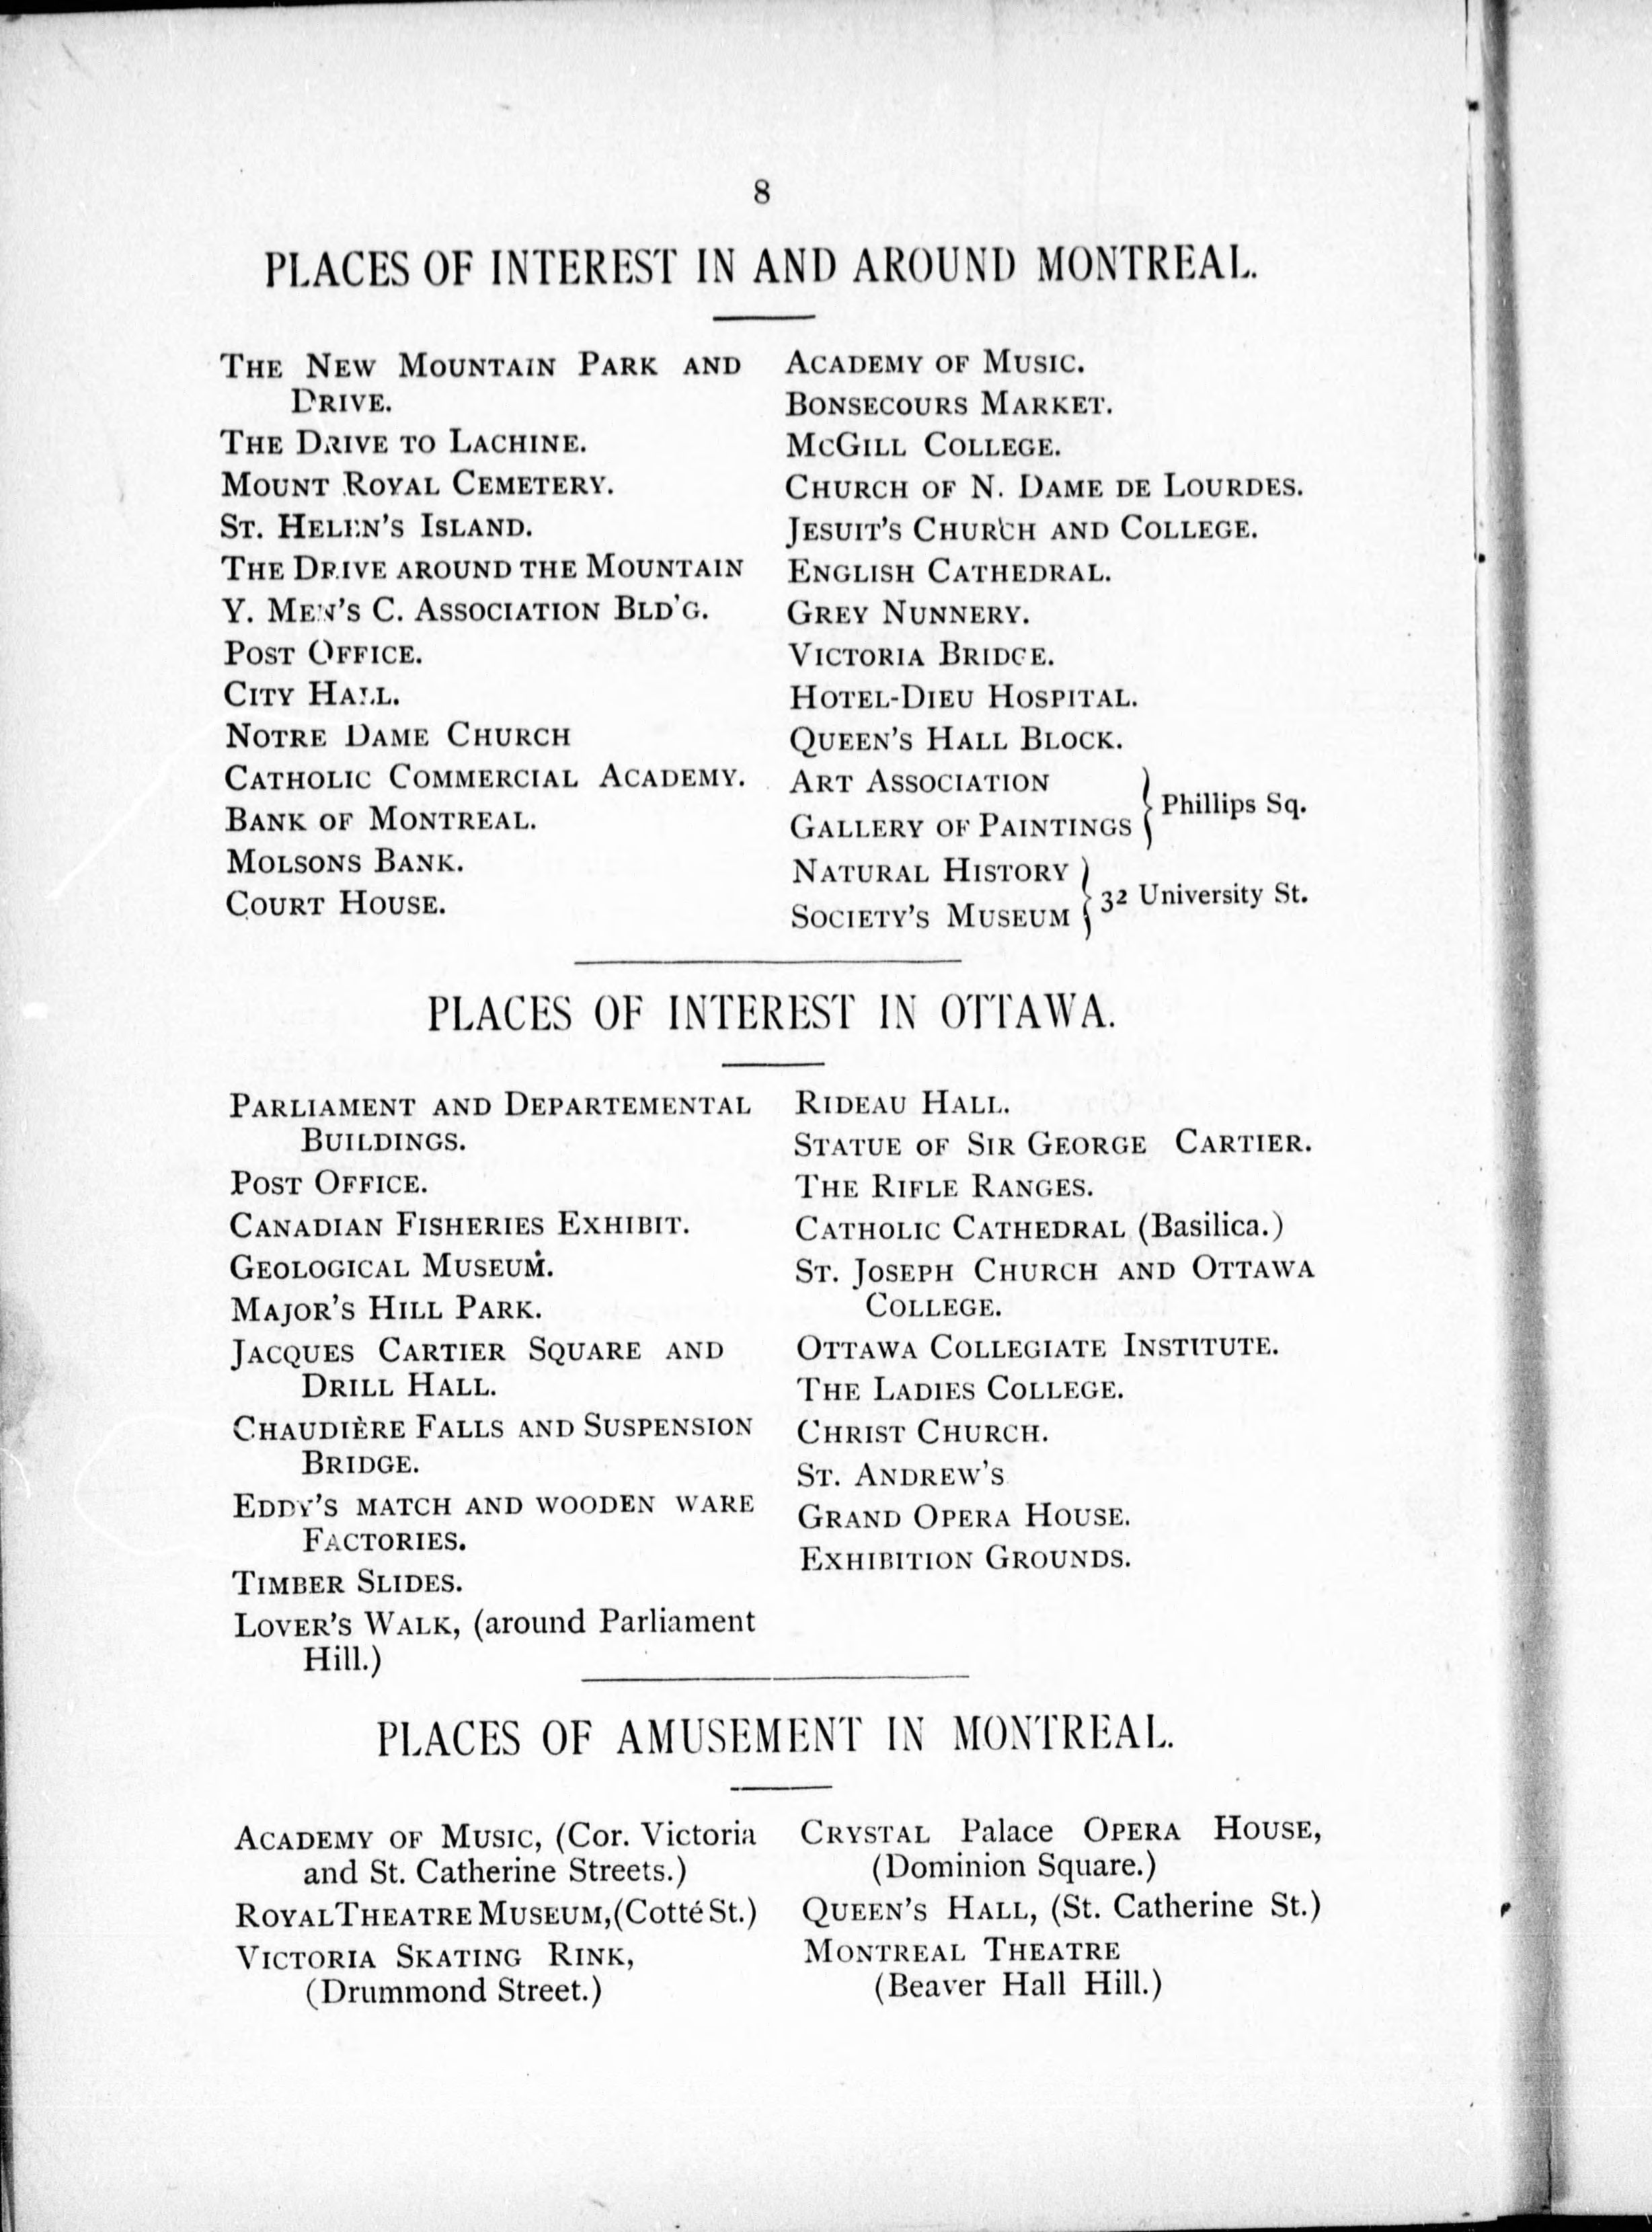 8
PLACES OF INTEREST IN AND AROUND MONTREAL.
THE NEW MOUNTAIN PARK AND
DRIVE.
THE DRIVE TO LACHINE.
MOUNT ROYAL CEMETERY.
ST. HELEN'S ISLAND.
THE DRIVE AROUND THE MOUNTAIN
Y. MEN'S C. ASSOCIATION BLD'G.
POST OFFICE.
CITY HALL.
NOTRE DAME CHURCH
CATHOLIC COMMERCIAL ACADEMY.
BANK OF MONTREAL.
MOLSONS BANK.
COURT HOUSE.
ACADEMY OF MUSIC.
BONSECOURS MARKET.
MCGILL COLLEGE.
CHURCH OF N. DAME DE LOURDES.
JESUIT'S CHURCH AND COLLEGE.
ENGLISH CATHEDRAL.
GREY NUNNERY.
VICTORIA BRIDGE.
HOTEL-DIEU HOSPITAL.
QUEEN'S HALL BLOCK.
ART ASSOCIATION
GALLERY OF PAINTINGS } Phillips Sq.
NATURAL HISTORY
SOCIETY'S MUSEUM } 32 University St.
PLACES OF INTEREST IN OTTAWA.
PARLIAMENT AND DEPARTEMENTAL
BUILDINGS.
POST OFFICE.
CANADIAN FISHERIES EXHIBIT.
GEOLOGICAL MUSEUM.
MAJOR'S HILL PARK.
JACQUES CARTIER SQUARE AND
DRILL HALL.
CHAUDIÈRE FALLS AND SUSPENSION
BRIDGE.
EDDY'S MATCH AND WOODEN WARE
FACTORIES.
TIMBER SLIDES.
LOVER'S WALK, (around Parliament
Hill.)
RIDEAU HALL.
STATUE OF SIR GEORGE CARTIER.
THE RIFLE RANGES.
CATHOLIC CATHEDRAL (Basilica.)
ST. JOSEPH CHURCH AND OTTAWA
COLLEGE.
OTTAWA COLLEGIATE INSTITUTE.
THE LADIES COLLEGE.
CHRIST CHURCH.
ST. ANDREW'S
GRAND OPERA HOUSE.
EXHIBITION GROUNDS.
PLACES OF AMUSEMENT IN MONTREAL.
ACADEMY OF MUSIC, (Cor. Victoria
and St. Catherine Streets.)
ROYAL THEATRE MUSEUM, (Cotté St.)
VICTORIA SKATING RINK,
(Drummond Street.)
CRYSTAL Palace OPERA HOUSE,
(Dominion Square.)
QUEEN'S HALL, (St. Catherine St.)
MONTREAL THEATRE
(Beaver Hall Hill.)